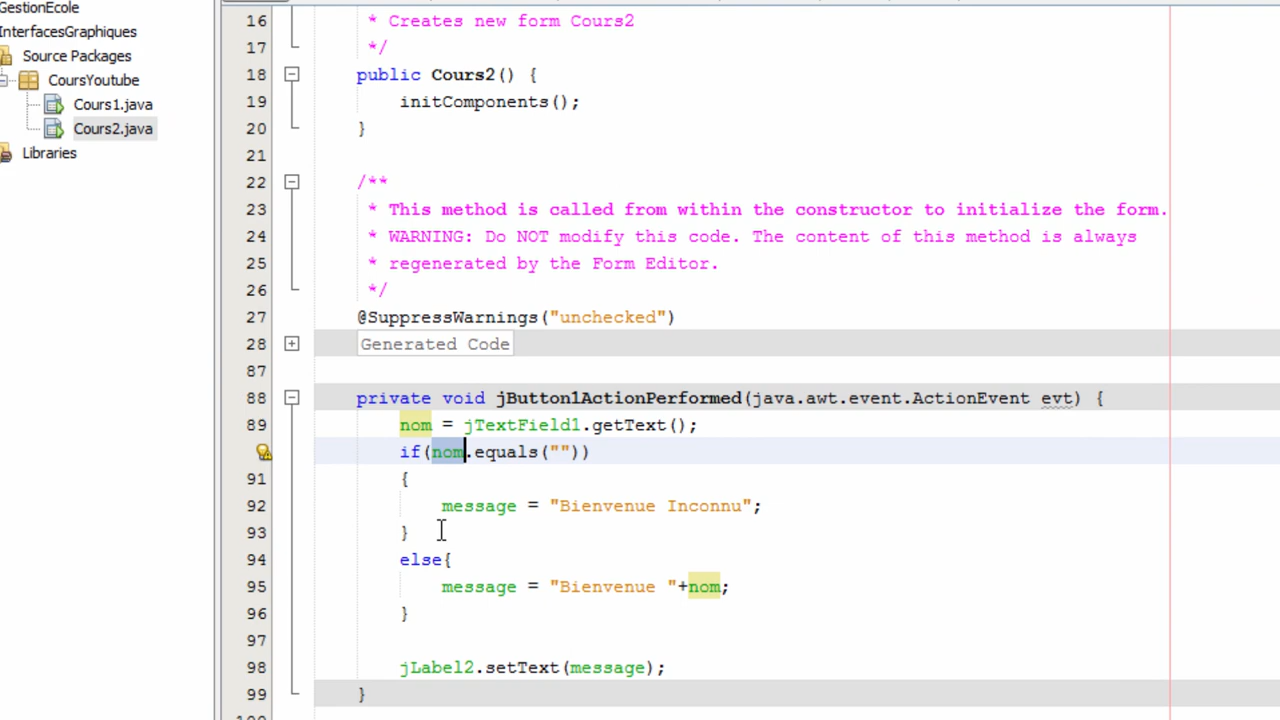 GestionEcole
InterfacesGraphiques
Source Packages
CoursYoutube
Cours1.java
Cours2.java
Libraries
16 * Creates new form Cours2
17 */
18 public Cours2() {
19 initComponents();
20 }
21
22 /**
23 * This method is called from within the constructor to initialize the form.
24 * WARNING: Do NOT modify this code. The content of this method is always
25 * regenerated by the Form Editor.
26 */
27 @SuppressWarnings("unchecked")
28 Generated Code
87
88 private void jButton1ActionPerformed(java.awt.event.ActionEvent evt) {
89 nom = jTextField1.getText();
if(nom.equals(""))
91 {
92 message = "Bienvenue Inconnu";
93 }
94 else{
95 message = "Bienvenue "+nom;
96 }
97
98 jLabel2.setText(message);
99 }